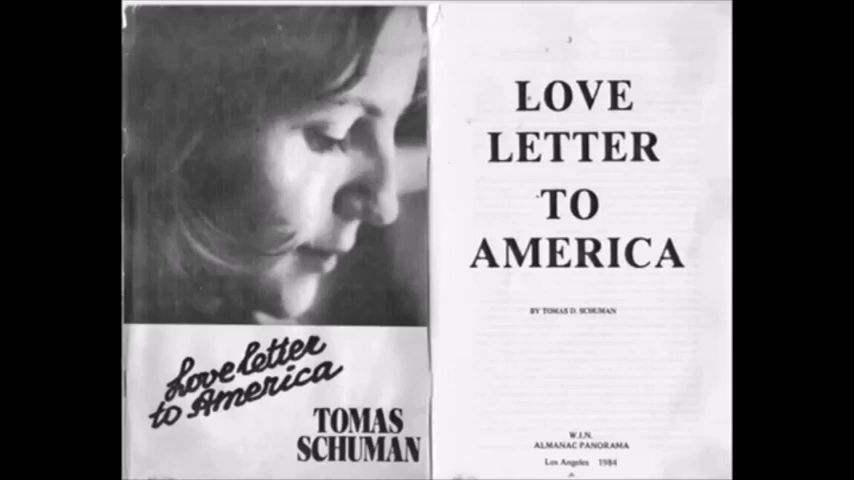 Love letter
to America
TOMAS
SCHUMAN
3
LOVE
LETTER
TO
AMERICA
BY TOMAS D. SCHUMAN
W.I.N.
ALMANAC PANORAMA
Los Angeles 1984